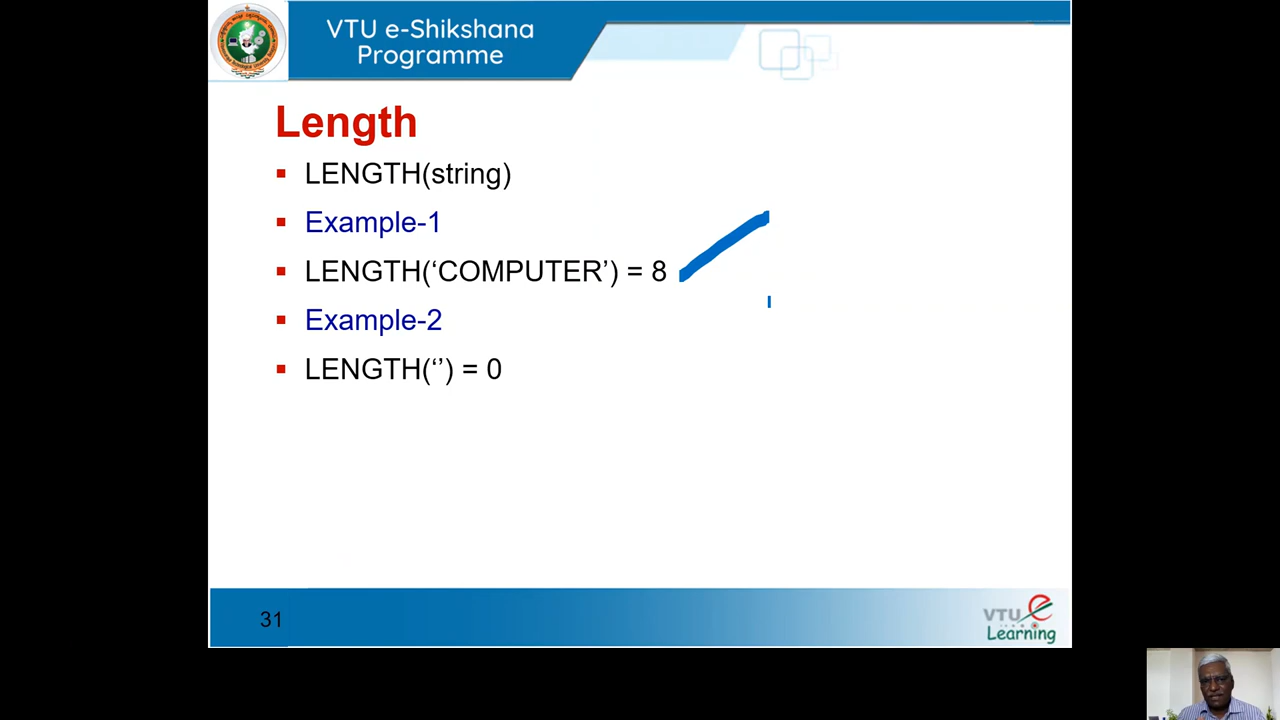 VTU e-Shikshana
Programme
Length
LENGTH(string)
Example-1
LENGTH(‘COMPUTER’) = 8
Example-2
LENGTH(‘’) = 0
31
VTU e
Learning